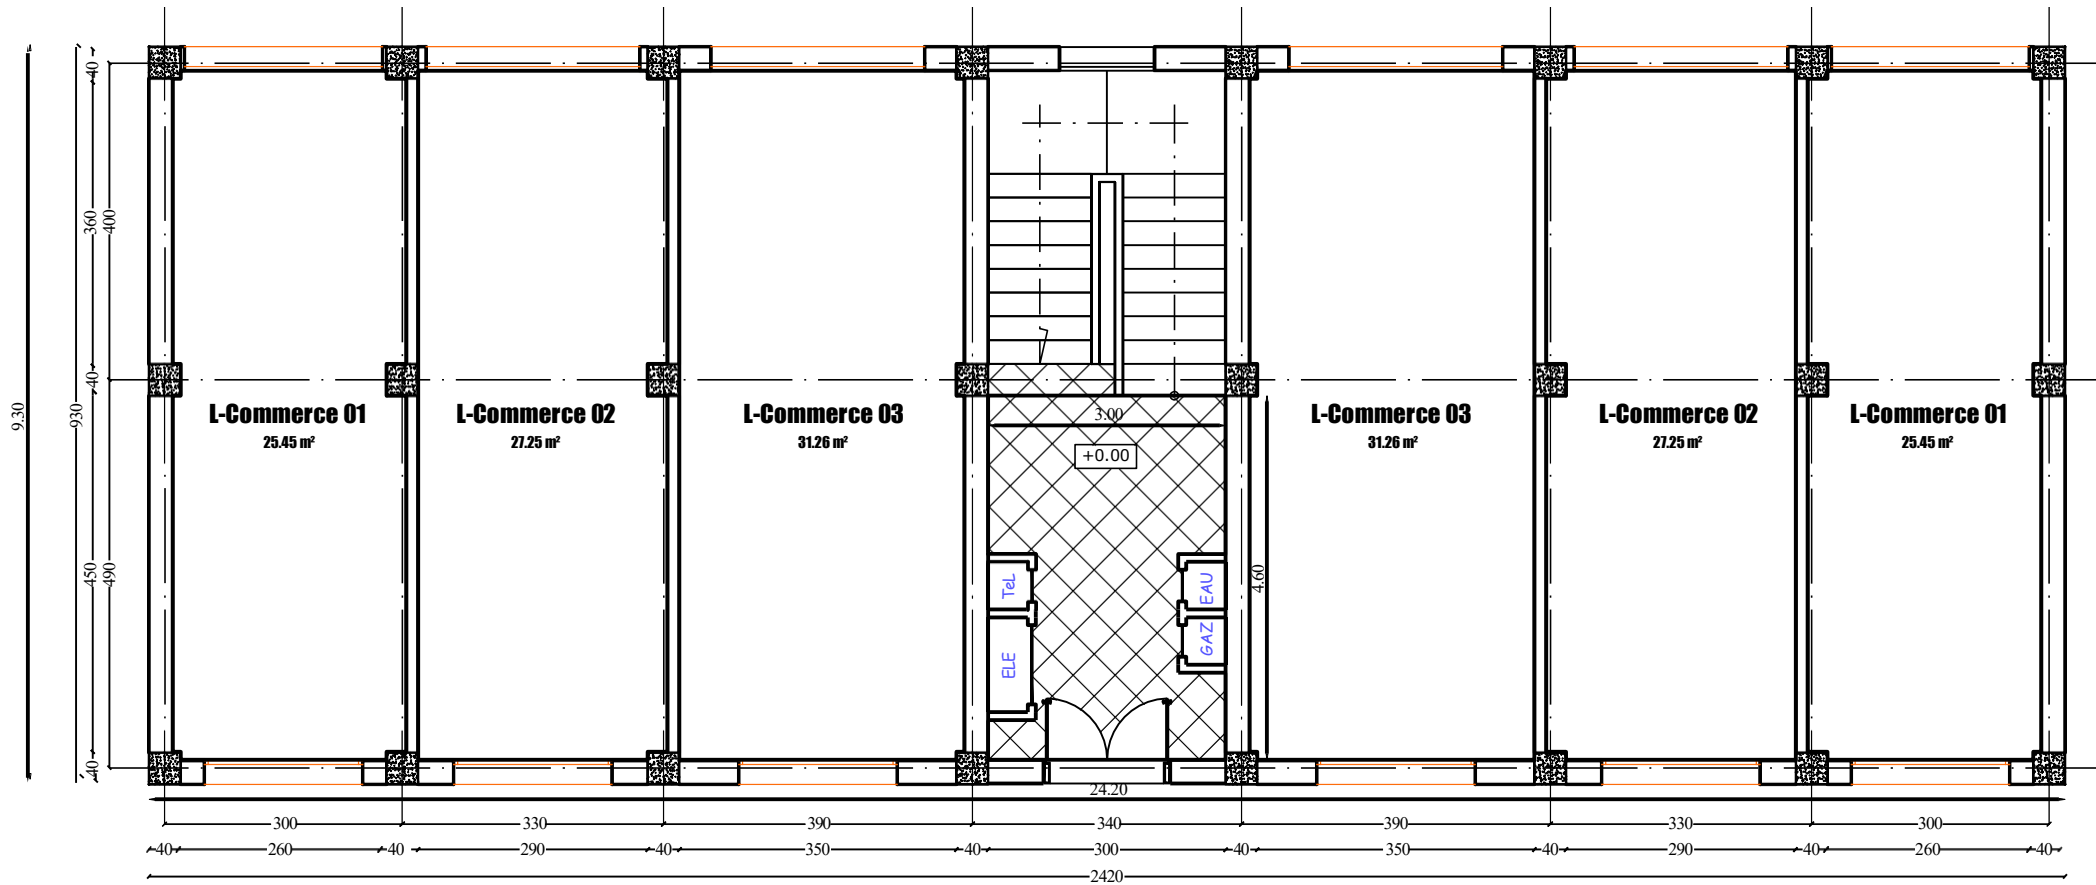 40
360
400
9.30
930
40
L-Commerce 01
25.45 m²
L-Commerce 02
27.25 m²
L-Commerce 03
31.26 m²
3.00
+0.00
L-Commerce 03
31.26 m²
L-Commerce 02
27.25 m²
L-Commerce 01
25.45 m²
450
490
4.60
TeL
EAU
GAZ
ELE
40
24.20
300
330
390
340
390
330
300
40
260
40
290
40
350
40
300
40
350
40
290
40
260
40
2420